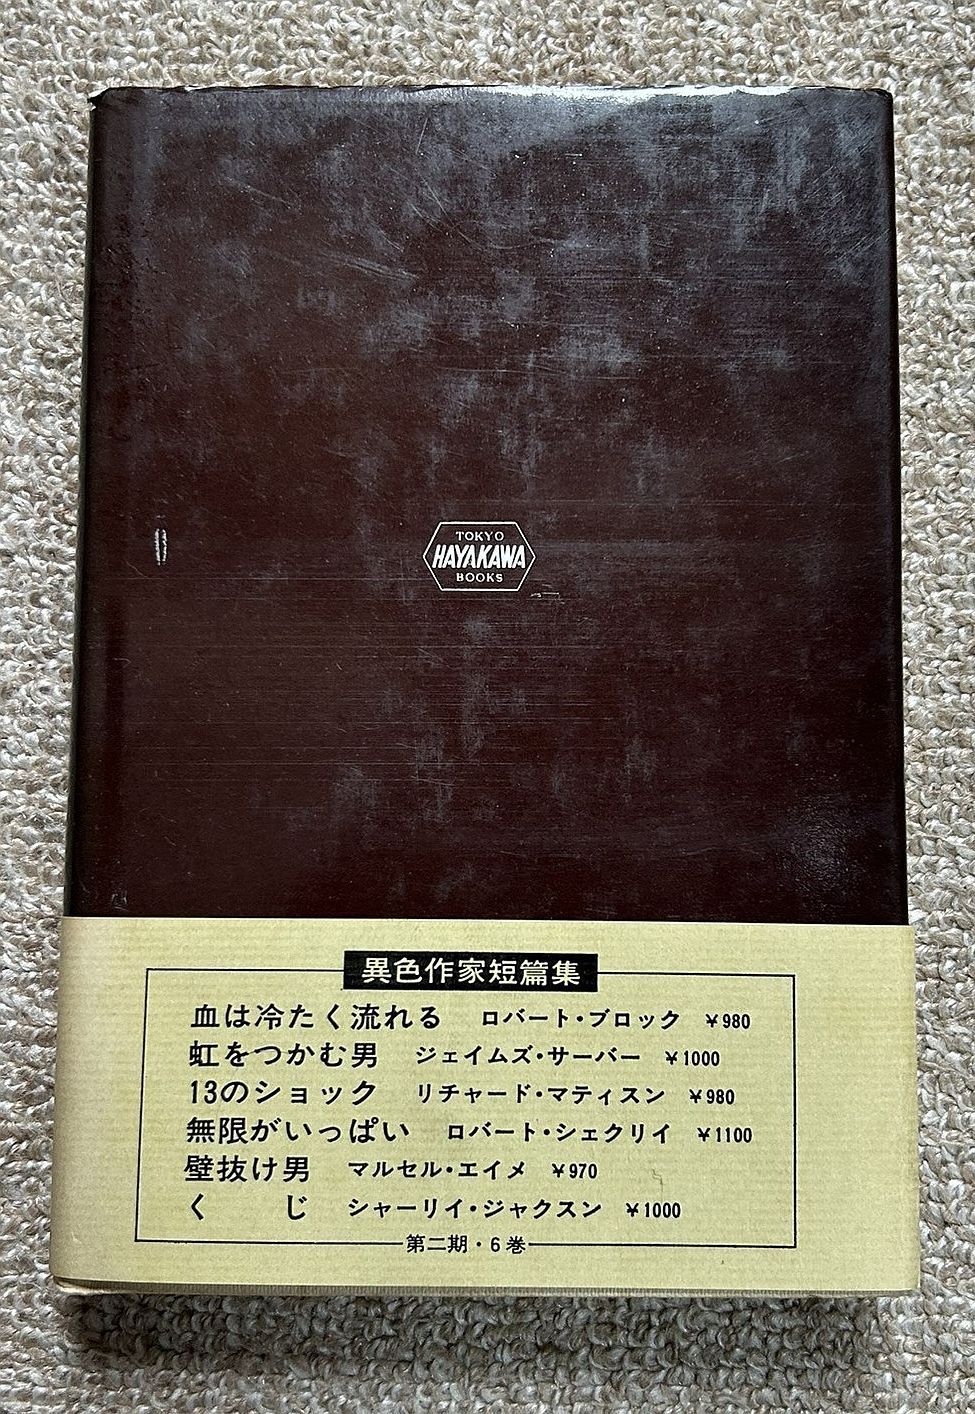 TOKYO
HAYAKAWA
BOOKS
異色作家短篇集
血は冷たく流れる ロバート・ブロック ￥980
虹をつかむ男 ジェイムズ・サーバー ￥1000
13のショック リチャード・マティスン ￥980
無限がいっぱい ロバート・シェクリイ ￥1100
壁抜け男 マルセル・エイメ ￥970
くじ シャーリイ・ジャクスン ￥1000
第二期・6巻